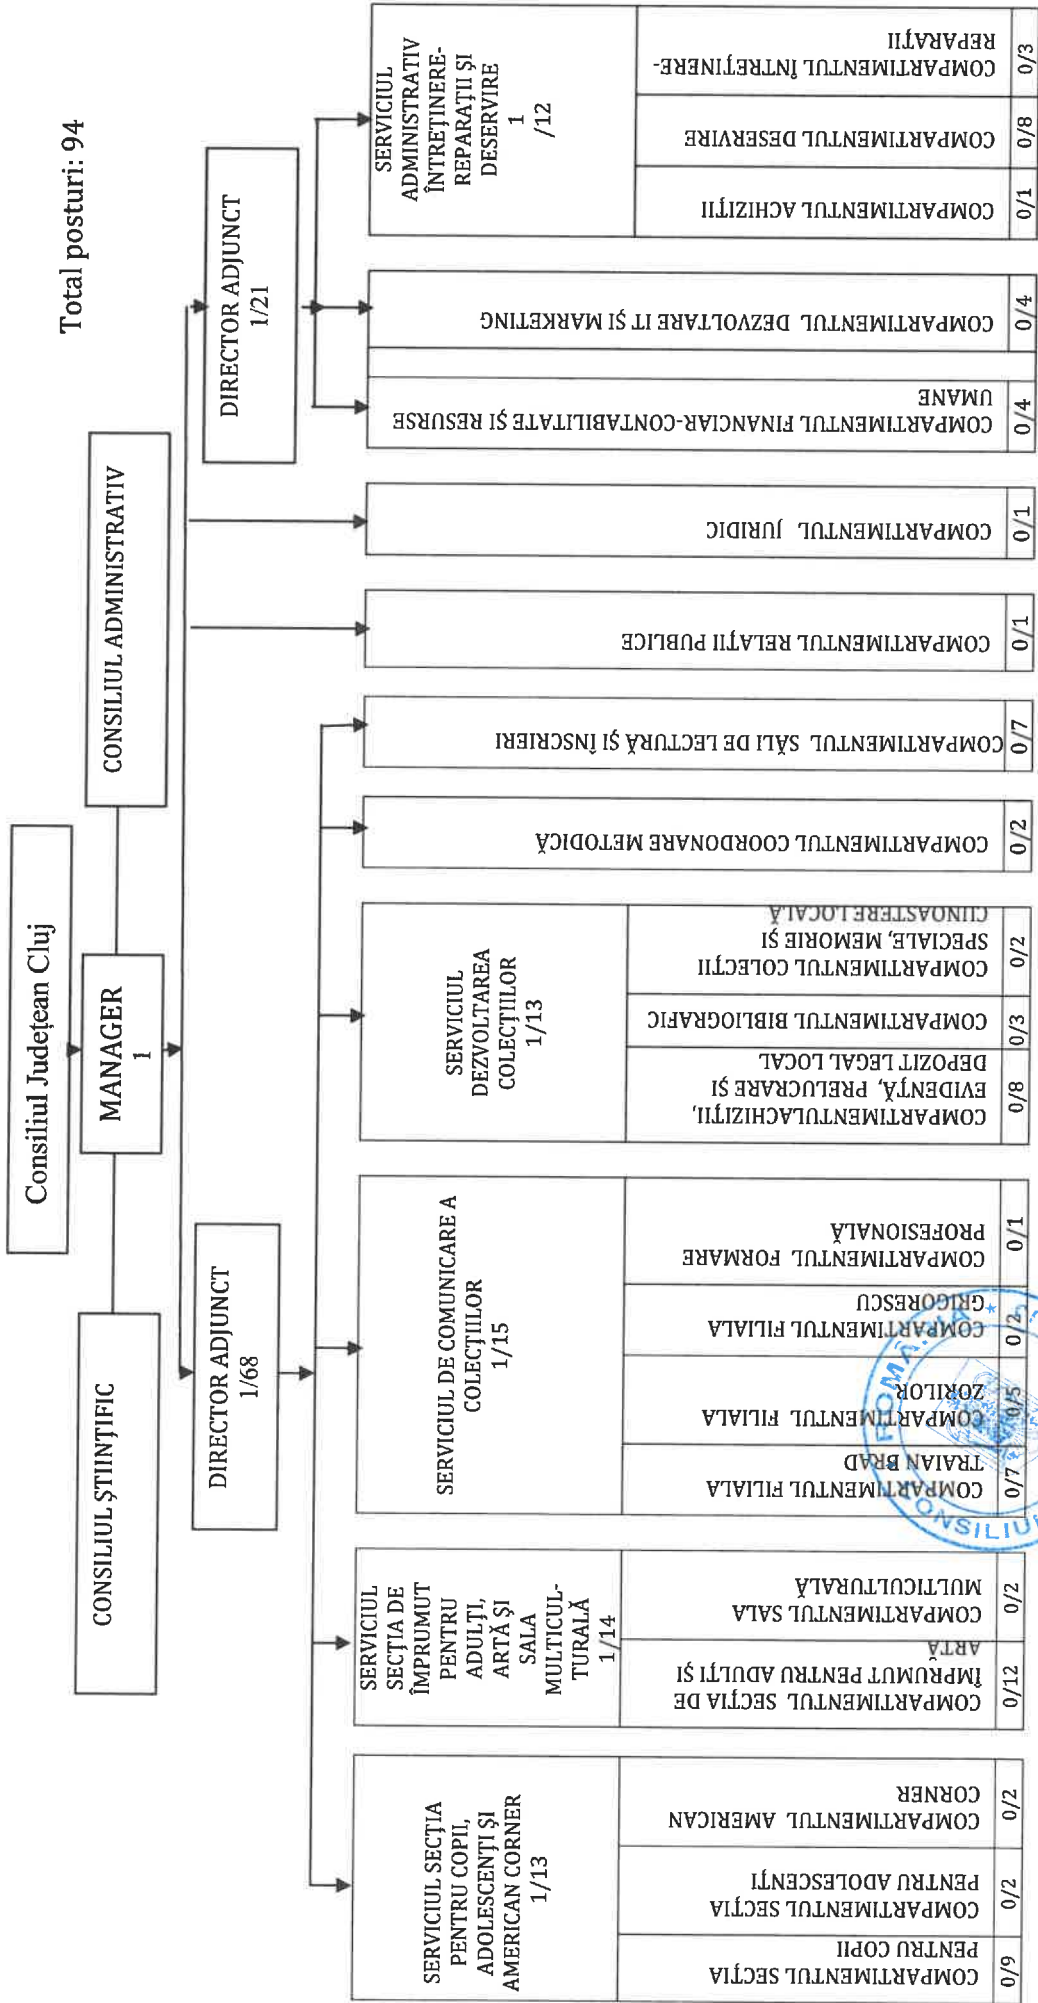 Total posturi: 94
Consiliul Județean Cluj
CONSILIUL ȘTIINȚIFIC
MANAGER
1
CONSILIUL ADMINISTRATIV
DIRECTOR ADJUNCT
1/68
DIRECTOR ADJUNCT
1/21
SERVICIUL SECȚIA
PENTRU COPII,
ADOLESCENȚI ȘI
AMERICAN CORNER
1/13
COMPARTIMENTUL SECȚIA
PENTRU COPII
0/9
COMPARTIMENTUL SECȚIA
PENTRU ADOLESCENȚI
0/2
COMPARTIMENTUL AMERICAN
CORNER
0/2
SERVICIUL
SECȚIA DE
ÎMPRUMUT
PENTRU
ADULȚI,
ARTĂ ȘI
SALA
MULTICUL-
TURALĂ
1/14
COMPARTIMENTUL SECȚIA DE
ÎMPRUMUT PENTRU ADULȚI ȘI
ARTĂ
0/12
COMPARTIMENTUL SALA
MULTICULTURALĂ
0/2
SERVICIUL DE COMUNICARE A
COLECȚIILOR
1/15
COMPARTIMENTUL FILIALA
TRAIAN BRAD
0/7
COMPARTIMENTUL FILIALA
ZORILOR
0/5
COMPARTIMENTUL FILIALA
GRIGORESCU
0/2
COMPARTIMENTUL FORMARE
PROFESIONALĂ
0/1
SERVICIUL
DEZVOLTAREA
COLECȚIILOR
1/13
COMPARTIMENTULACHIZIȚII,
EVIDENȚĂ, PRELUCRARE ȘI
DEPOZIT LEGAL LOCAL
0/8
COMPARTIMENTUL BIBLIOGRAFIC
0/3
COMPARTIMENTUL COLECȚII
SPECIALE, MEMORIE ȘI
CUNOAȘTERE LOCALĂ
0/2
COMPARTIMENTUL COORDONARE METODICĂ
0/2
COMPARTIMENTUL SĂLI DE LECTURĂ ȘI ÎNSCRIERI
0/7
COMPARTIMENTUL RELAȚII PUBLICE
0/1
COMPARTIMENTUL JURIDIC
0/1
COMPARTIMENTUL FINANCIAR-CONTABILITATE ȘI RESURSE
UMANE
0/4
COMPARTIMENTUL DEZVOLTARE IT ȘI MARKETING
0/4
SERVICIUL
ADMINISTRATIV
ÎNTREȚINERE-
REPARAȚII ȘI
DESERVIRE
1
/12
COMPARTIMENTUL ACHIZIȚII
0/1
COMPARTIMENTUL DESERVIRE
0/8
COMPARTIMENTUL ÎNTREȚINERE-
REPARAȚII
0/3
ROMÂNIA *
CONSILIU